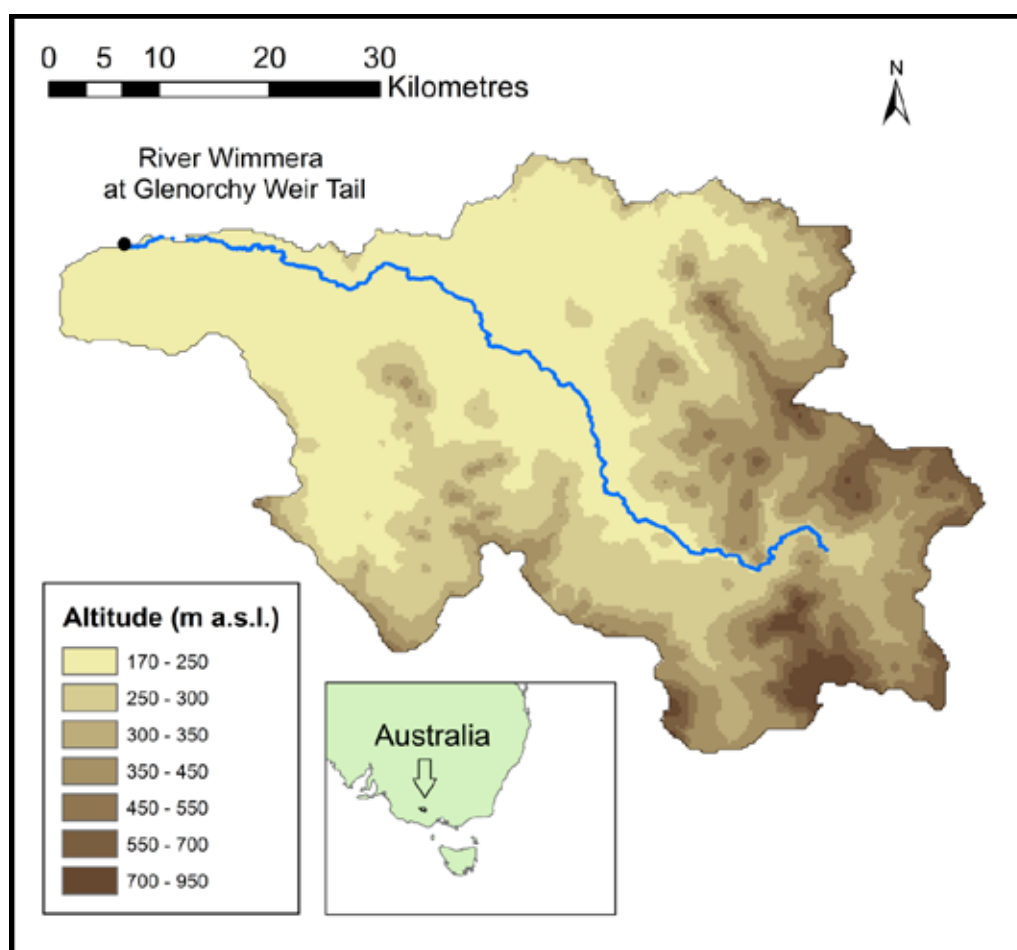 0 5 10 20 30
Kilometres
N
River Wimmera
at Glenorchy Weir Tail
Altitude (m a.s.l.)
170 - 250
250 - 300
300 - 350
350 - 450
450 - 550
550 - 700
700 - 950
Australia